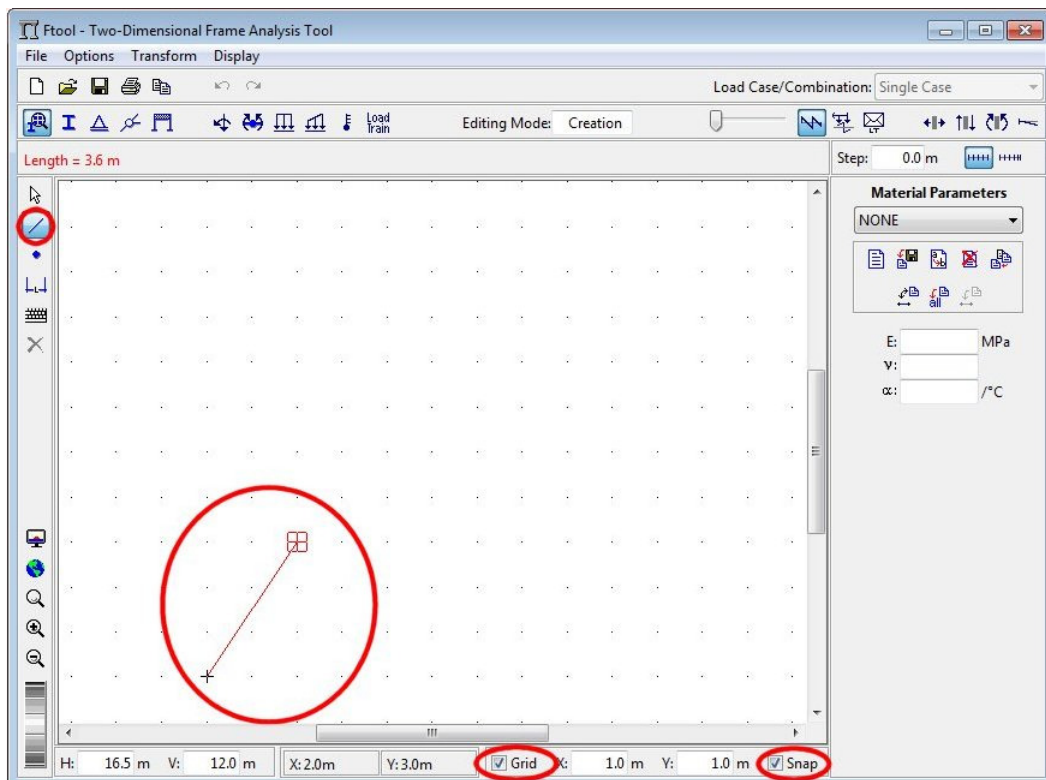 Ftool - Two-Dimensional Frame Analysis Tool
File Options Transform Display
Load Case/Combination: Single Case
Load Train Editing Mode: Creation LT
Length = 3.6 m Step: 0.0 m
Material Parameters
NONE
a b
all
E: MPa
ν:
α: /°C
H: 16.5 m V: 12.0 m X: 2.0m Y: 3.0m Grid X: 1.0 m Y: 1.0 m Snap